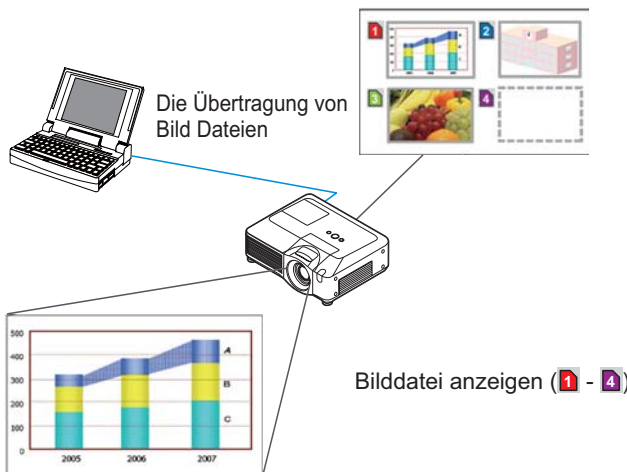 1
2
3
4
Die Übertragung von
Bild Dateien
500
400
300
200
100
0
A
B
C
2005
2006
2007
Bilddatei anzeigen (1 - 4)